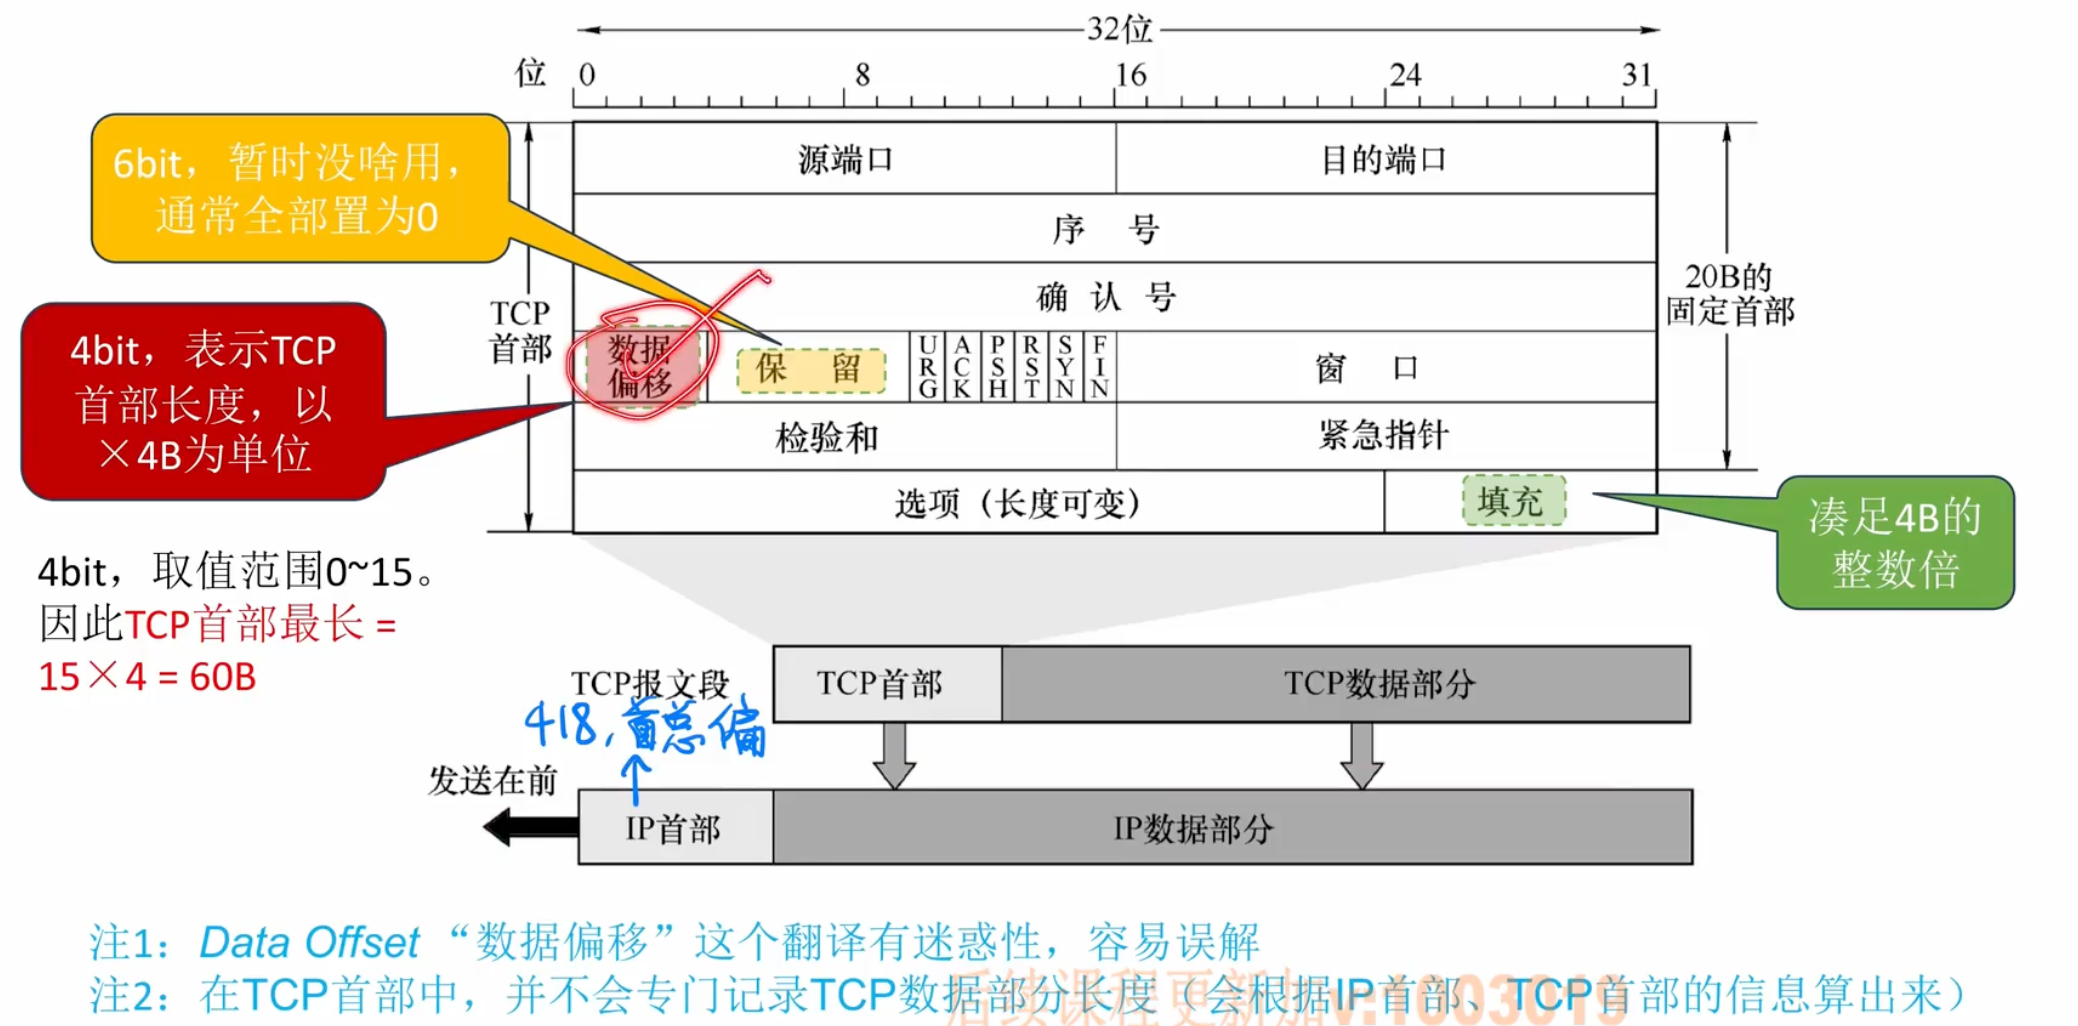 32位
位 0 8 16 24 31
6bit，暂时没啥用，
通常全部置为0
源端口 目的端口
序 号
确 认 号
TCP
首部
20B的
固定首部
4bit，表示TCP
首部长度，以
×4B为单位
数据
偏移
保 留
URG ACK PSH RST SYN FIN
窗 口
检验和 紧急指针
选项（长度可变） 填充
凑足4B的
整数倍
4bit，取值范围0~15。
因此TCP首部最长 =
15×4 = 60B
TCP报文段 TCP首部 TCP数据部分
418,首总偏
发送在前
IP首部 IP数据部分
注1：Data Offset “数据偏移”这个翻译有迷惑性，容易误解
注2：在TCP首部中，并不会专门记录TCP数据部分长度（会根据IP首部、TCP首部的信息算出来）